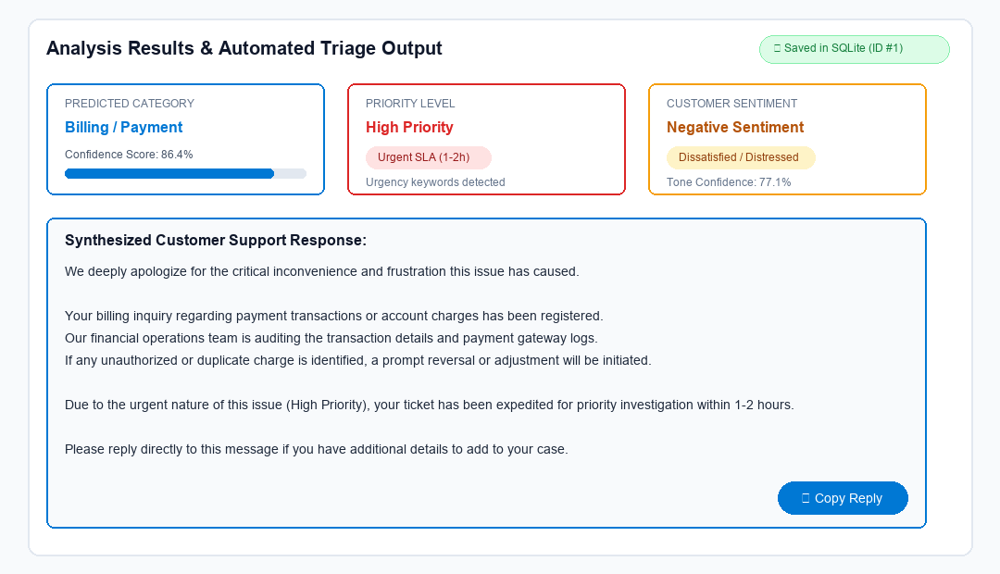 Analysis Results & Automated Triage Output
Saved in SQLite (ID #1)
PREDICTED CATEGORY
Billing / Payment
Confidence Score: 86.4%
PRIORITY LEVEL
High Priority
Urgent SLA (1-2h)
Urgency keywords detected
CUSTOMER SENTIMENT
Negative Sentiment
Dissatisfied / Distressed
Tone Confidence: 77.1%
Synthesized Customer Support Response:
We deeply apologize for the critical inconvenience and frustration this issue has caused.
Your billing inquiry regarding payment transactions or account charges has been registered.
Our financial operations team is auditing the transaction details and payment gateway logs.
If any unauthorized or duplicate charge is identified, a prompt reversal or adjustment will be initiated.
Due to the urgent nature of this issue (High Priority), your ticket has been expedited for priority investigation within 1-2 hours.
Please reply directly to this message if you have additional details to add to your case.
Copy Reply